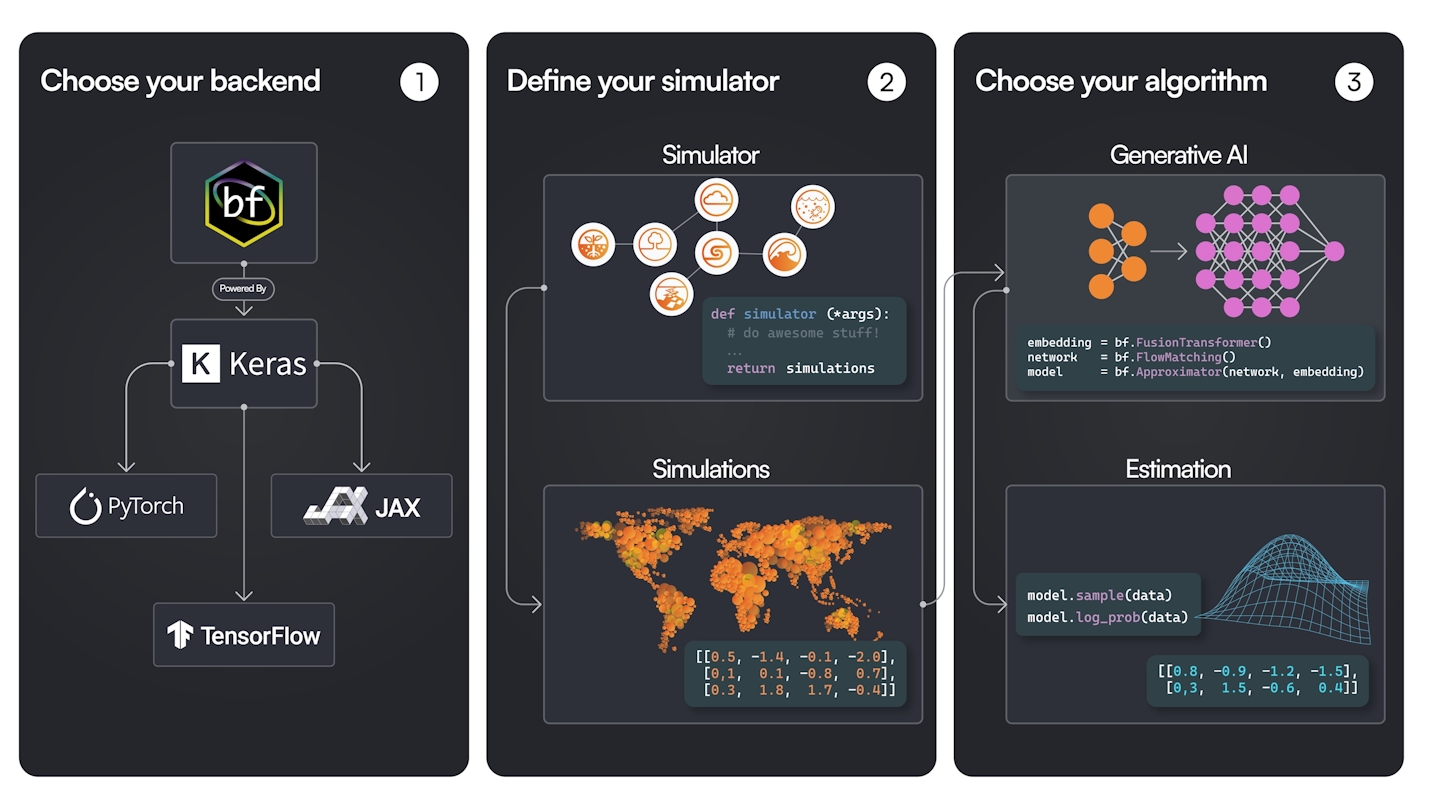 Choose your backend
1
bf
Powered By
K Keras
PyTorch
JAX JAX
TensorFlow
Define your simulator
2
Simulator
def simulator (*args):
# do awesome stuff!
...
return simulations
Simulations
[[0.5, -1.4, -0.1, -2.0],
[0,1, 0.1, -0.8, 0.7],
[0.3, 1.8, 1.7, -0.4]]
Choose your algorithm
3
Generative AI
embedding = bf.FusionTransformer()
network = bf.FlowMatching()
model = bf.Approximator(network, embedding)
Estimation
model.sample(data)
model.log_prob(data)
[[0.8, -0.9, -1.2, -1.5],
[0,3, 1.5, -0.6, 0.4]]